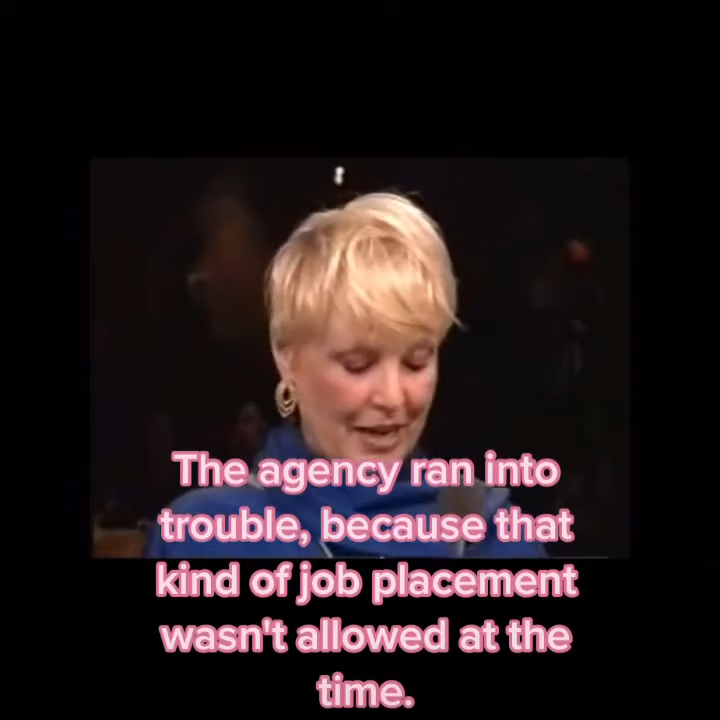 The agency ran into
trouble, because that
kind of job placement
wasn't allowed at the
time.